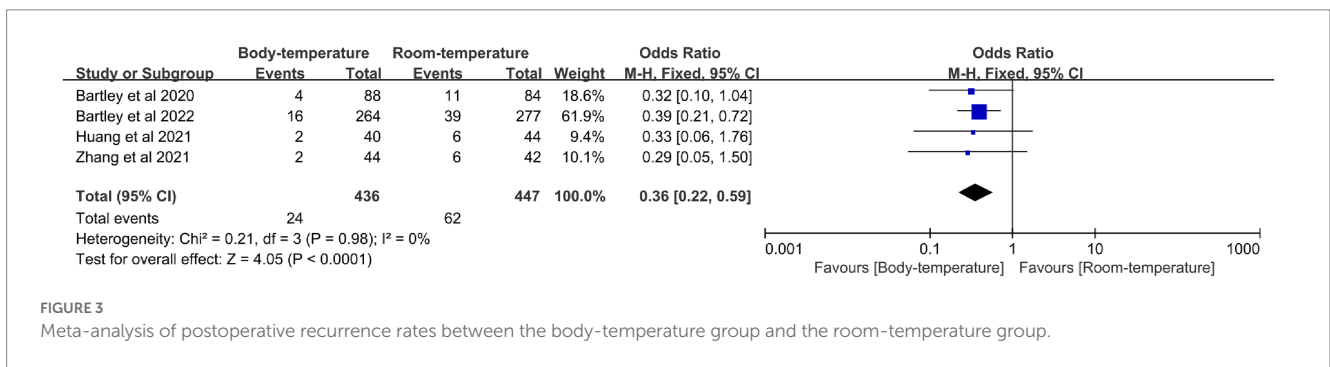 Body-temperature Room-temperature Odds Ratio Odds Ratio
Study or Subgroup Events Total Events Total Weight M-H, Fixed, 95% CI M-H, Fixed, 95% CI
Bartley et al 2020 4 88 11 84 18.6% 0.32 [0.10, 1.04]
Bartley et al 2022 16 264 39 277 61.9% 0.39 [0.21, 0.72]
Huang et al 2021 2 40 6 44 9.4% 0.33 [0.06, 1.76]
Zhang et al 2021 2 44 6 42 10.1% 0.29 [0.05, 1.50]
Total (95% CI) 436 447 100.0% 0.36 [0.22, 0.59]
Total events 24 62
Heterogeneity: Chi² = 0.21, df = 3 (P = 0.98); I² = 0%
Test for overall effect: Z = 4.05 (P < 0.0001)
0.001 0.1 1 10 1000
Favours [Body-temperature] Favours [Room-temperature]
FIGURE 3
Meta-analysis of postoperative recurrence rates between the body-temperature group and the room-temperature group.